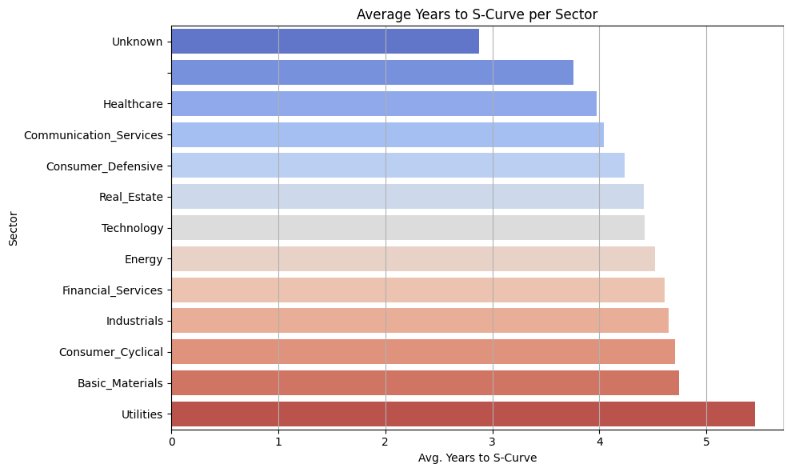 Average Years to S-Curve per Sector
Unknown
Healthcare
Communication_Services
Consumer_Defensive
Real_Estate
Technology
Energy
Financial_Services
Industrials
Consumer_Cyclical
Basic_Materials
Utilities
Sector
0 1 2 3 4 5
Avg. Years to S-Curve